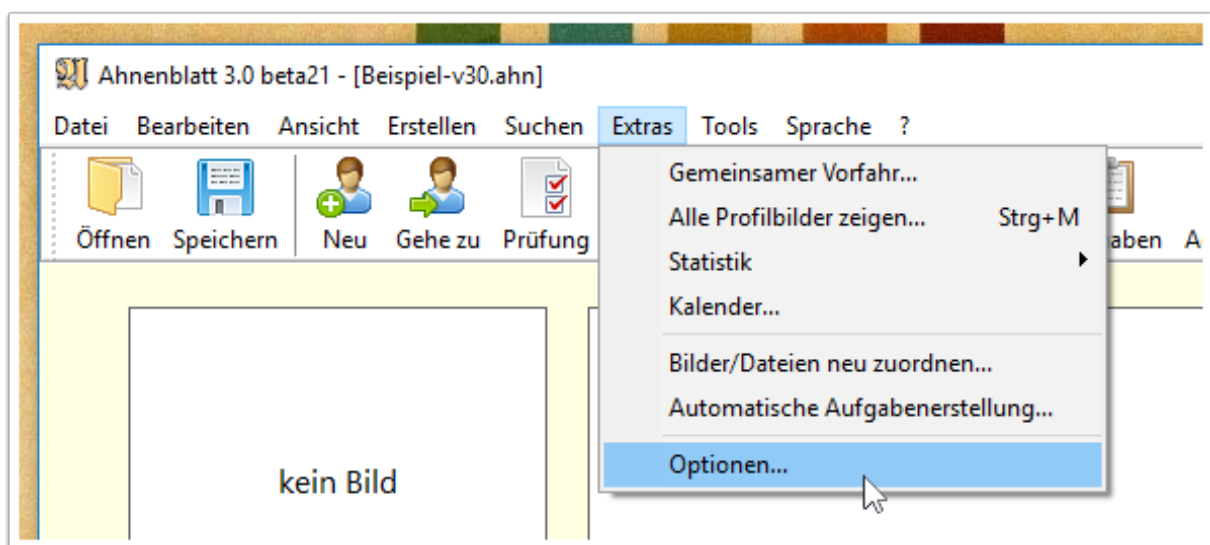 Ahnenblatt 3.0 beta21 - [Beispiel-v30.ahn]
Datei Bearbeiten Ansicht Erstellen Suchen Extras Tools Sprache ?
Öffnen Speichern Neu Gehe zu Prüfung
Gemeinsamer Vorfahr...
Alle Profilbilder zeigen... Strg+M
Statistik
Kalender...
Bilder/Dateien neu zuordnen...
Automatische Aufgabenerstellung...
Optionen...
kein Bild